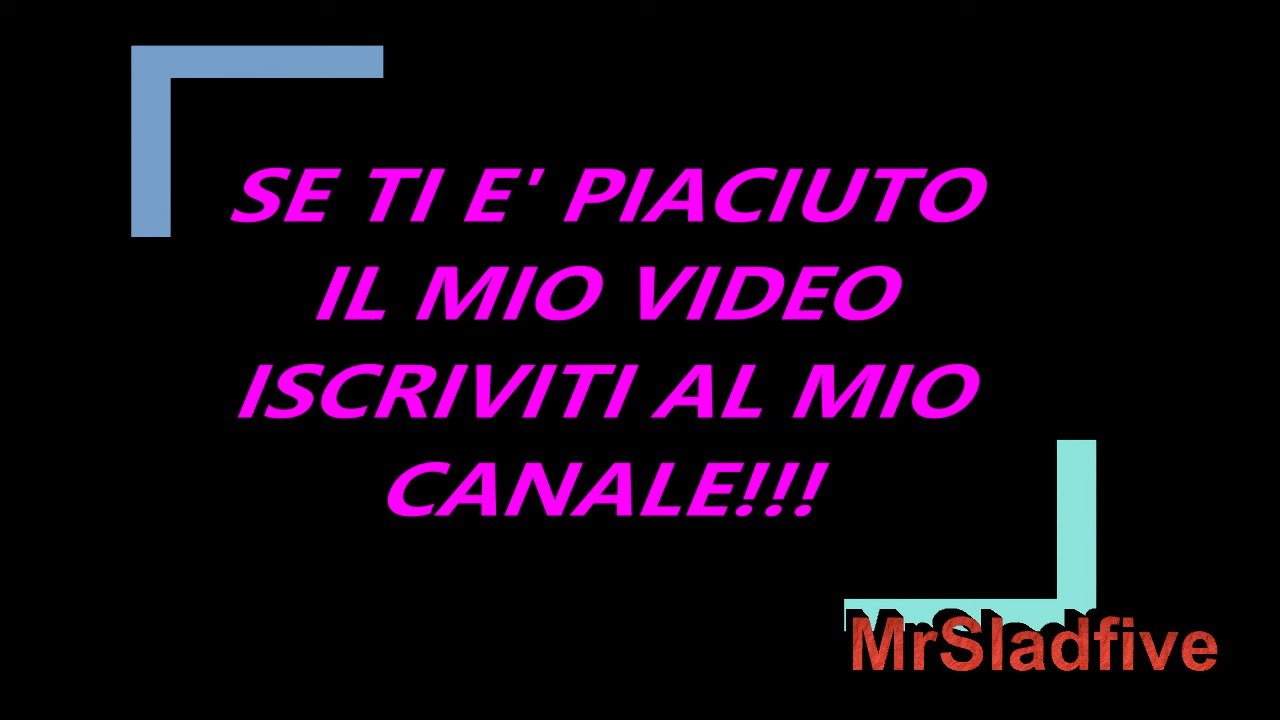 SE TI E' PIACIUTO
IL MIO VIDEO
ISCRIVITI AL MIO
CANALE!!!
MrSladfive